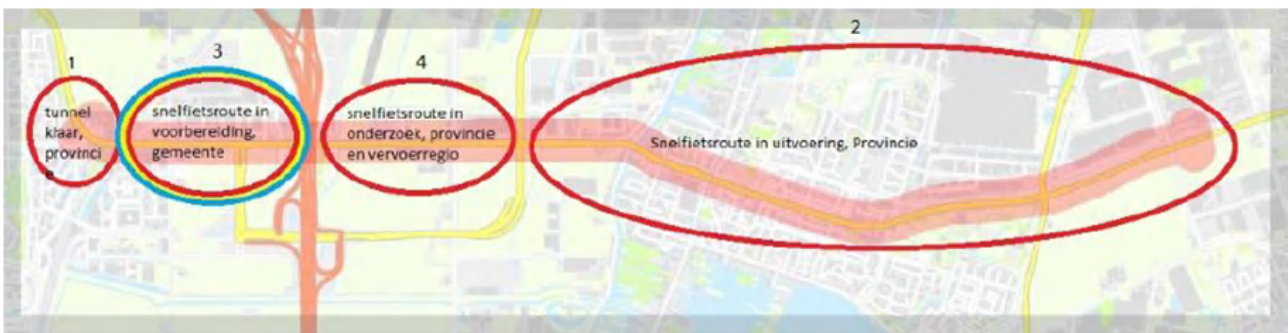 1
tunnel
klaar,
provinci
e
3
snelfietsroute in
voorbereiding,
gemeente
4
snelfietsroute in
onderzoek, provincie
en vervoerregio
2
Snelfietsroute in uitvoering, Provincie